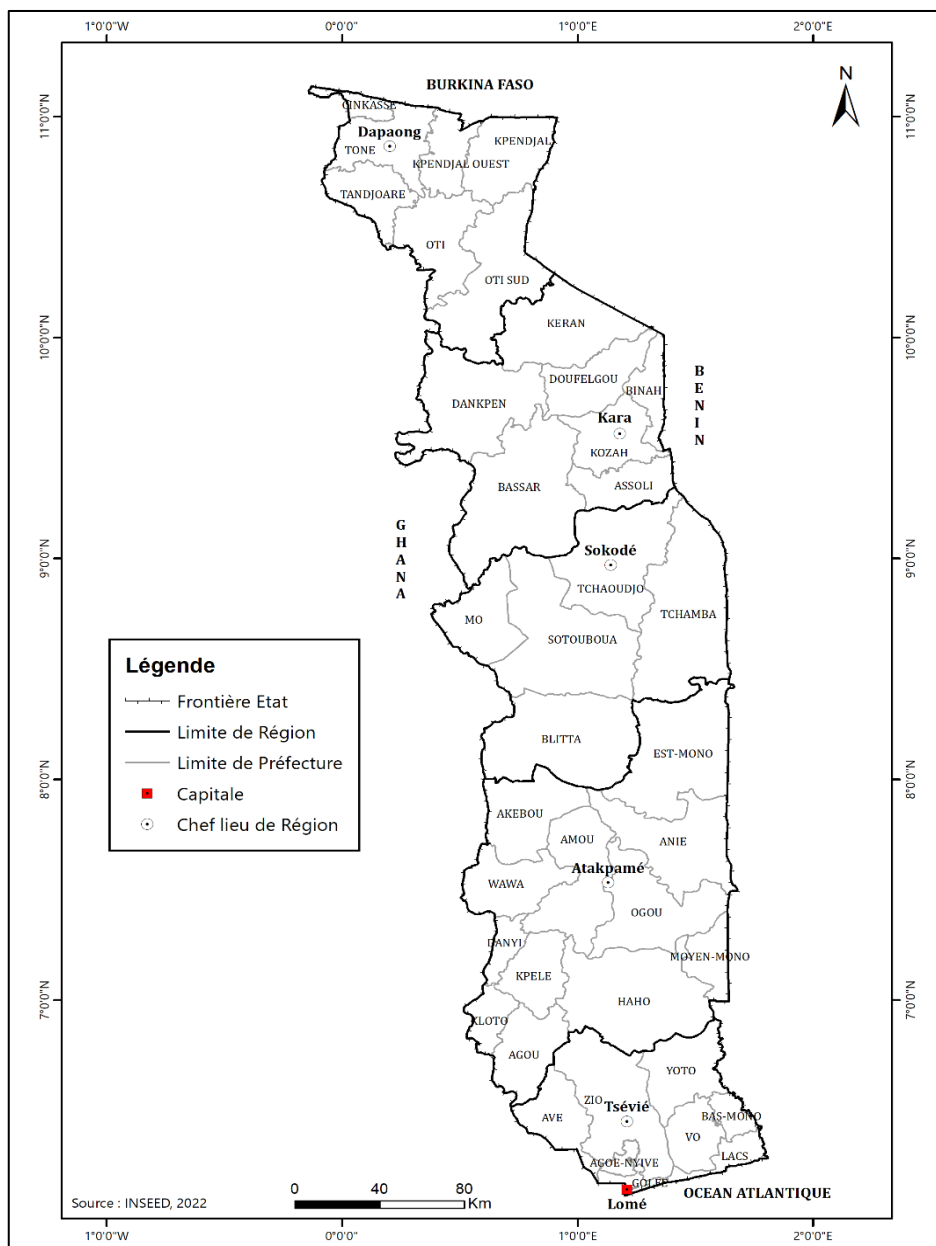 1°0'0"W 0°0'0"E 1°0'0"E 2°0'0"E
N
BURKINA FASO
11°0'0"N 11°0'0"N
CINKASSE
Dapaong
TONE
KPENDJAL
KPENDJAL OUEST
TANDJOARE
OTI
OTI SUD
10°0'0"N 10°0'0"N
KERAN
DOUFELGOU
BINAH
BENIN
DANKPEN
Kara
KOZAH
BASSAR
ASSOLI
GHANA
Sokodé
9°0'0"N 9°0'0"N
TCHAOUDJO
TCHAMBA
MO
SOTOUBOUA
Légende
Frontière Etat
Limite de Région
Limite de Préfecture
Capitale
Chef lieu de Région
BLITTA
EST-MONO
8°0'0"N 8°0'0"N
AKEBOU
AMOU
ANIE
Atakpamé
WAWA
OGOU
DANYI
MOYEN-MONO
KPELE
7°0'0"N 7°0'0"N
HAHO
KLOTO
AGOU
YOTO
ZIO
Tsévié
AVE
BAS-MONO
VO
LACS
AGOE-NYIVE
GOLFE
Lomé
OCEAN ATLANTIQUE
Source : INSEED, 2022
0 40 80
Km
1°0'0"W 0°0'0"E 1°0'0"E 2°0'0"E